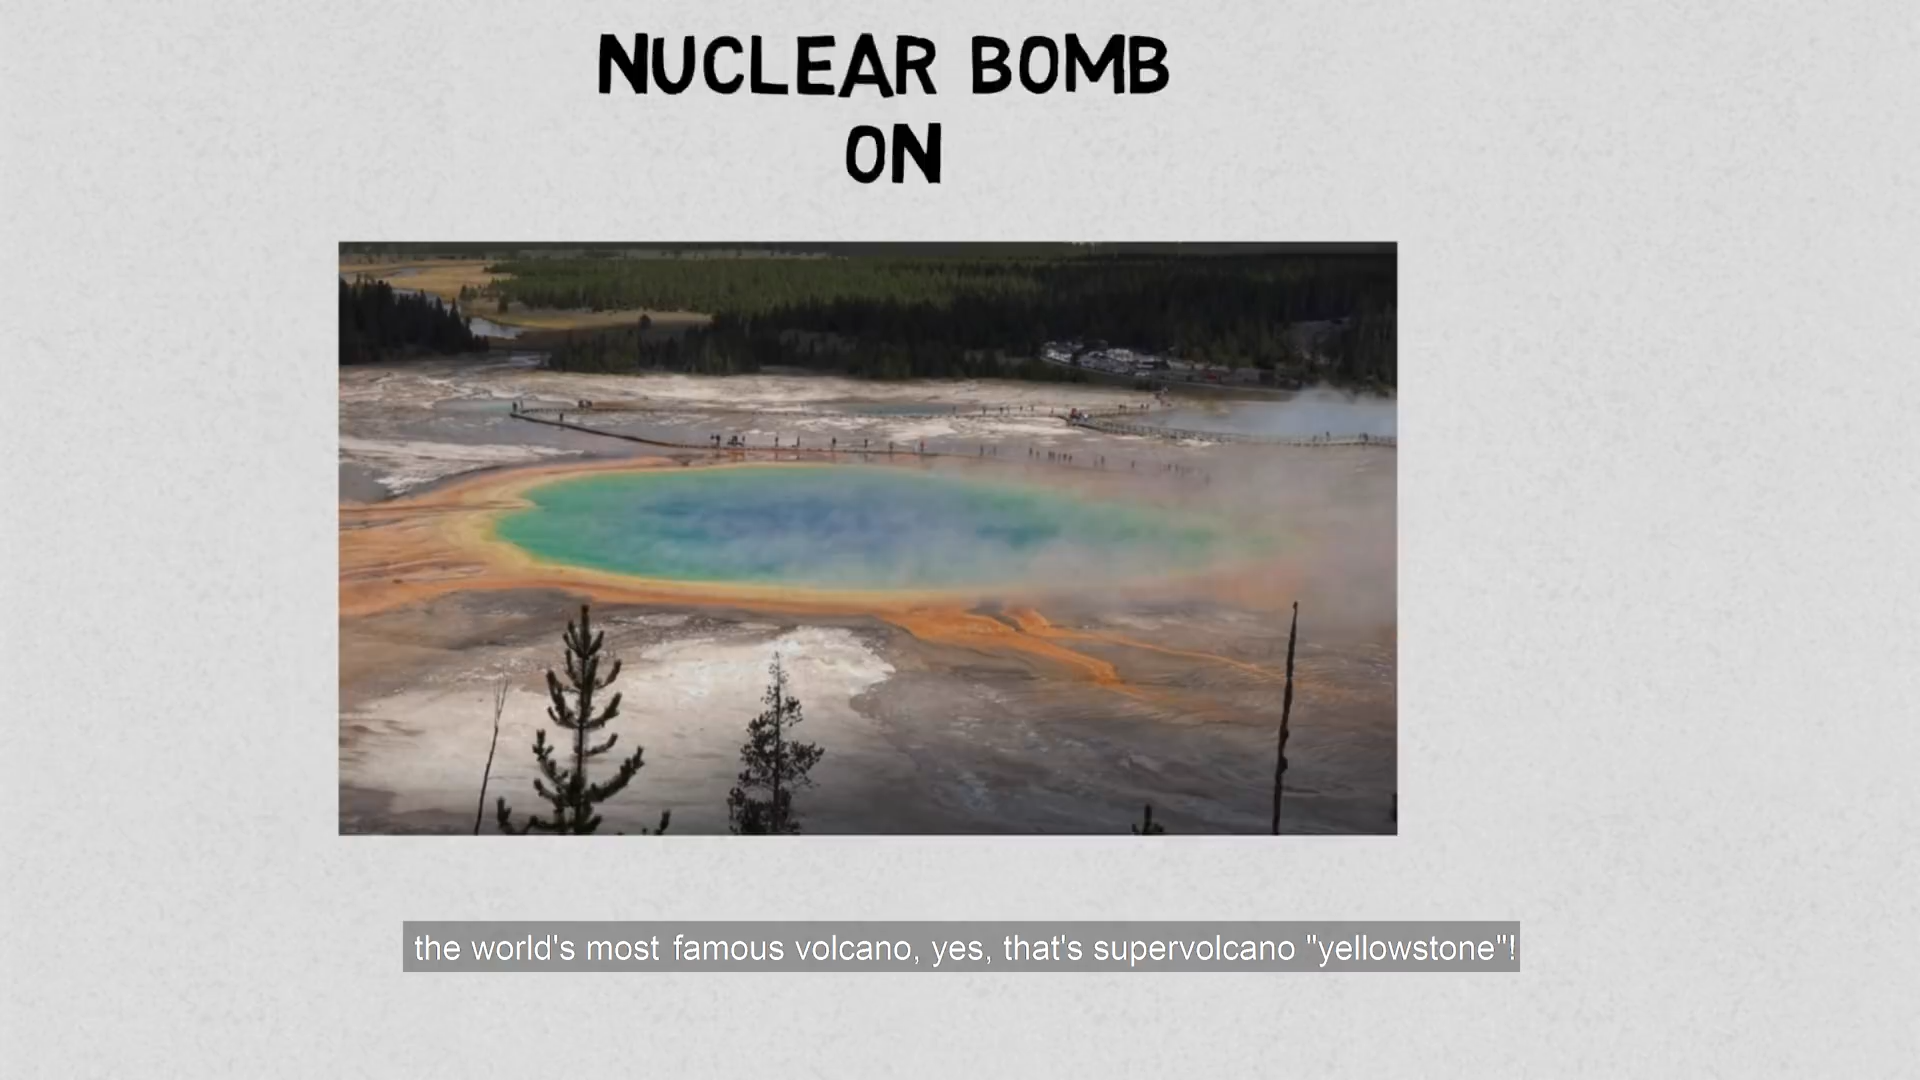 NUCLEAR BOMB
ON
the world's most famous volcano, yes, that's supervolcano "yellowstone"!